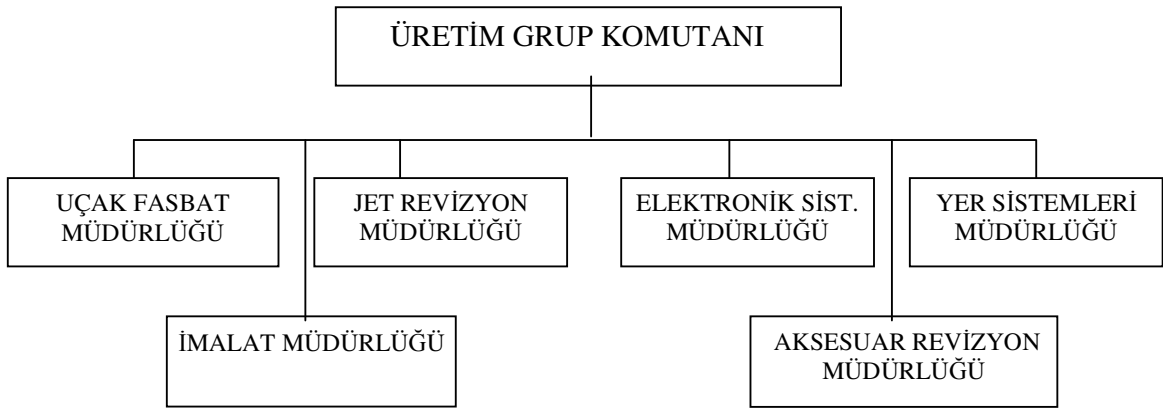 ÜRETİM GRUP KOMUTANI
UÇAK FASBAT
MÜDÜRLÜĞÜ
JET REVİZYON
MÜDÜRLÜĞÜ
ELEKTRONİK SİST.
MÜDÜRLÜĞÜ
YER SİSTEMLERİ
MÜDÜRLÜĞÜ
İMALAT MÜDÜRLÜĞÜ
AKSESUAR REVİZYON
MÜDÜRLÜĞÜ